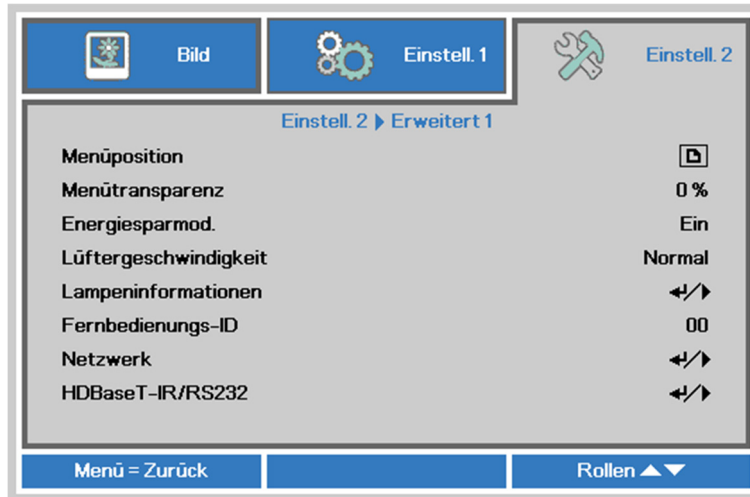 Bild
Einstell. 1
Einstell. 2
Einstell. 2 ▶ Erweitert 1
Menüposition
Menütransparenz 0 %
Energiesparmod. Ein
Lüftergeschwindigkeit Normal
Lampeninformationen ↵/▶
Fernbedienungs-ID 00
Netzwerk ↵/▶
HDBaseT-IR/RS232 ↵/▶
Menü = Zurück
Rollen ▲▼